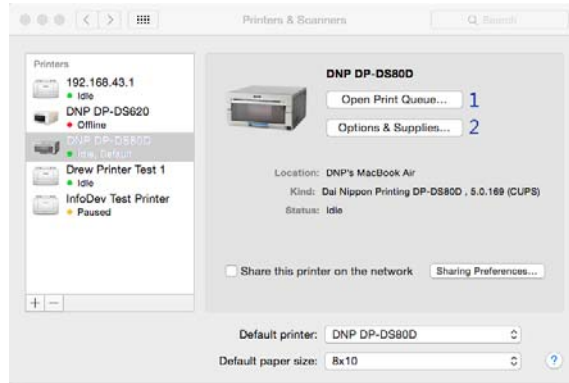 Printers & Scanners
Search
Printers
192.168.43.1
Idle
DNP DP-DS620
Offline
DNP DP-DS80D
Idle, Default
Drew Printer Test 1
Idle
InfoDev Test Printer
Paused
DNP DP-DS80D
Open Print Queue... 1
Options & Supplies... 2
Location: DNP's MacBook Air
Kind: Dai Nippon Printing DP-DS80D , 5.0.169 (CUPS)
Status: Idle
Share this printer on the network Sharing Preferences...
+ −
Default printer: DNP DP-DS80D
Default paper size: 8x10 ?